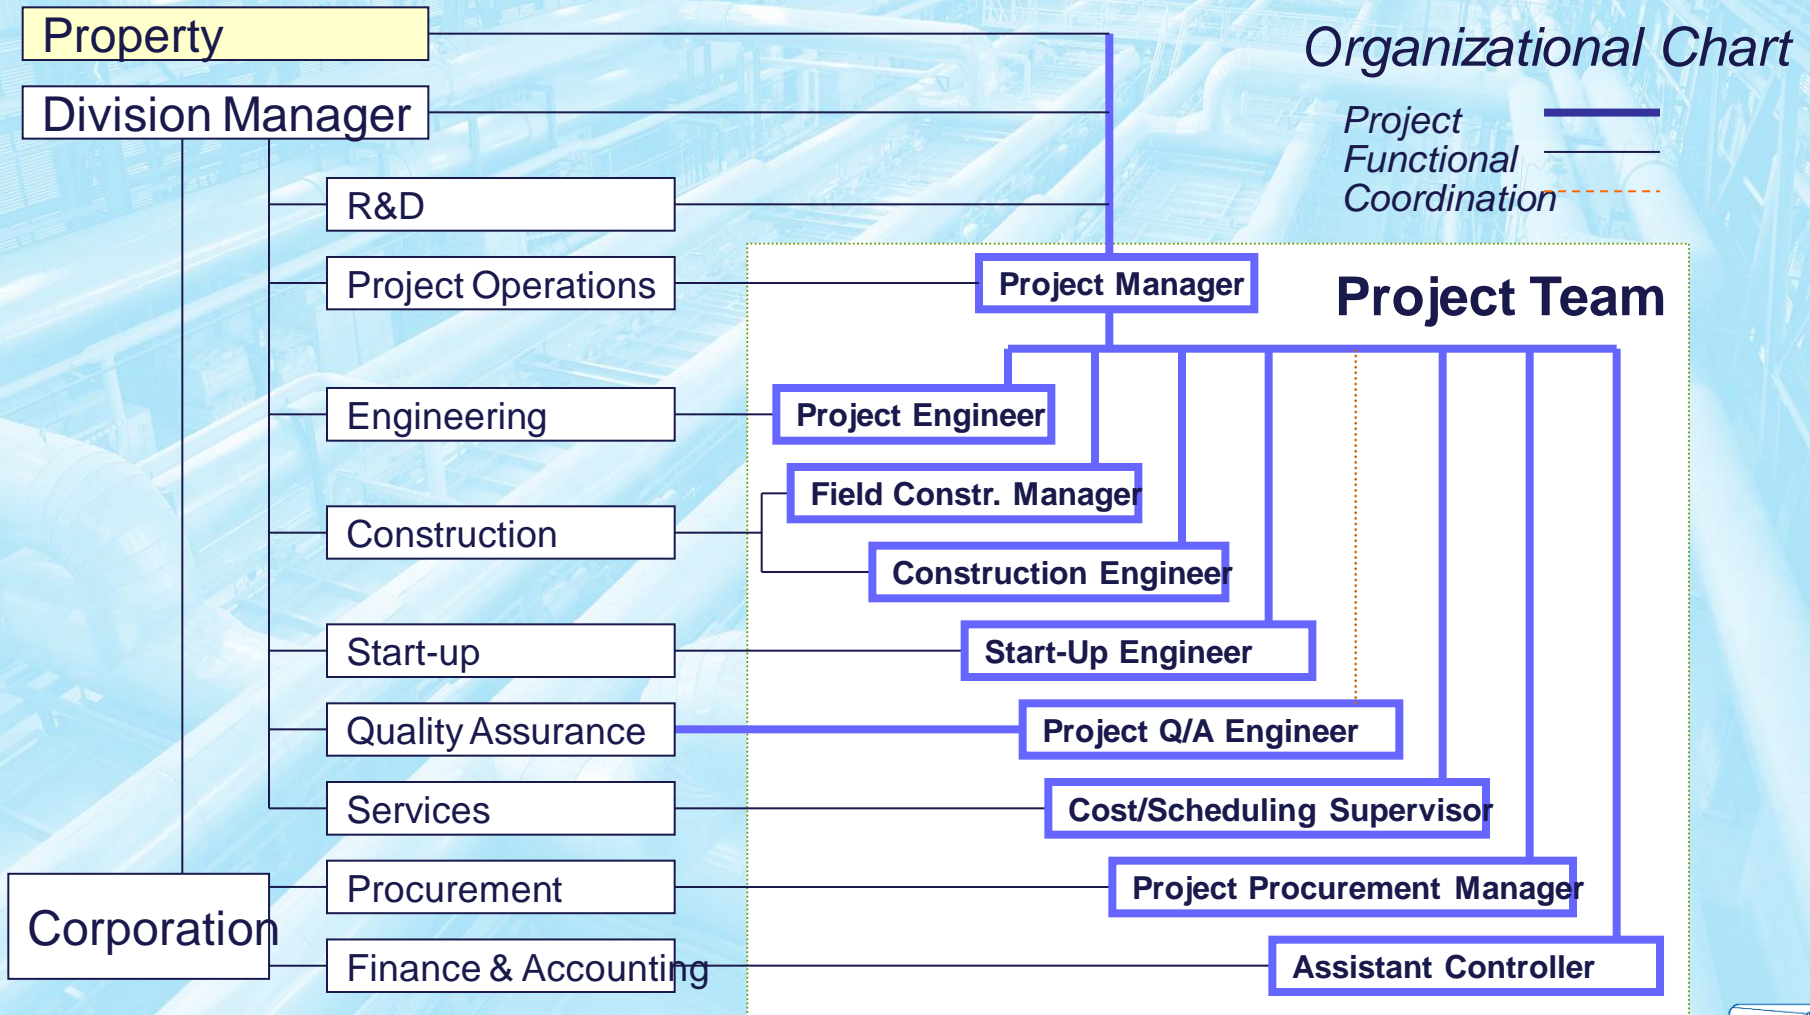 Property
Organizational Chart
Division Manager
Project
Functional
Coordination
R&D
Project Operations
Project Manager
Project Team
Engineering
Project Engineer
Field Constr. Manager
Construction
Construction Engineer
Start-up
Start-Up Engineer
Quality Assurance
Project Q/A Engineer
Services
Cost/Scheduling Supervisor
Procurement
Project Procurement Manager
Corporation
Finance & Accounting
Assistant Controller